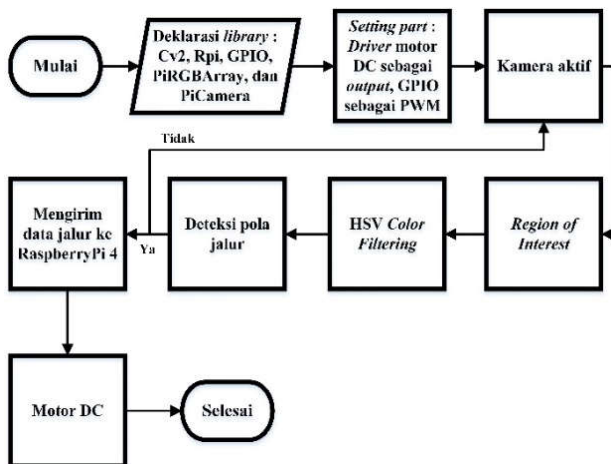 Mulai
Deklarasi library :
Cv2, Rpi, GPIO,
PiRGBArray, dan
PiCamera
Setting part :
Driver motor
DC sebagai
output, GPIO
sebagai PWM
Kamera aktif
Tidak
Mengirim
data jalur ke
RaspberryPi 4
Ya
Deteksi pola
jalur
HSV Color
Filtering
Region of
Interest
Motor DC
Selesai